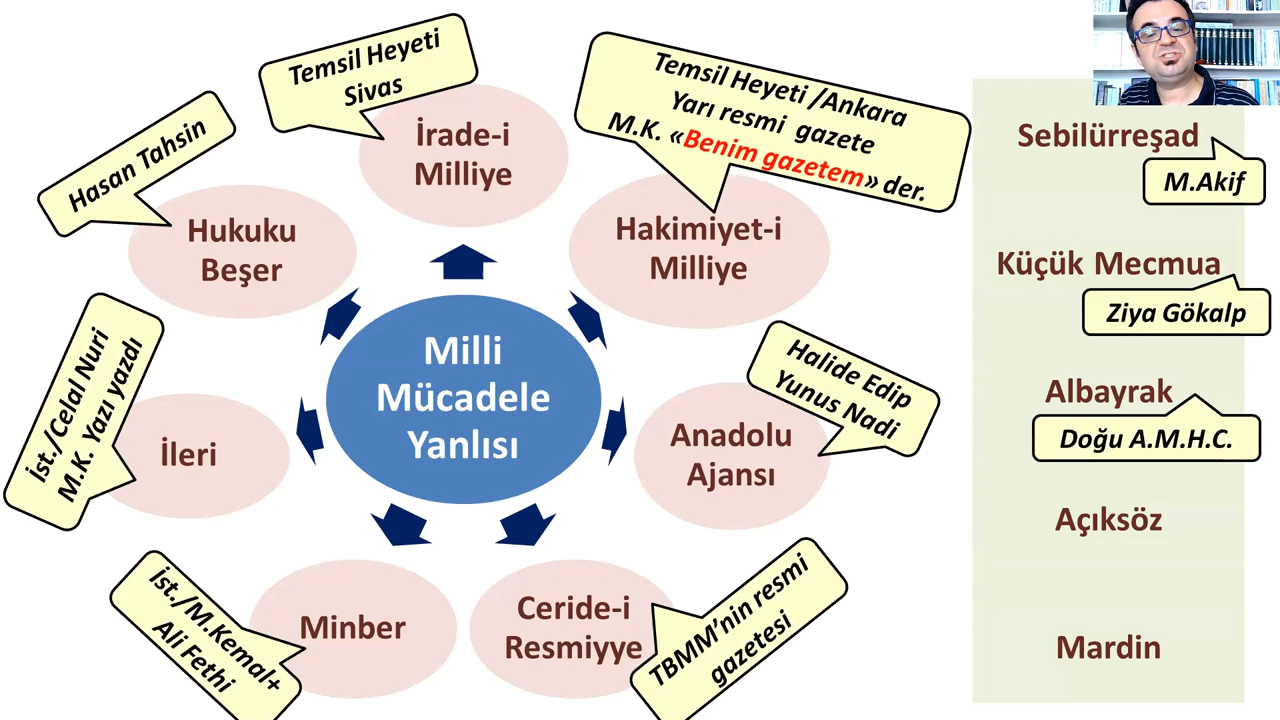 Temsil Heyeti
Sivas
İrade-i
Milliye
Temsil Heyeti /Ankara
Yarı resmi gazete
M.K. «Benim gazetem» der.
Hakimiyet-i
Milliye
Hasan Tahsin
Hukuku
Beşer
Milli
Mücadele
Yanlısı
Halide Edip
Yunus Nadi
Anadolu
Ajansı
İst./Celal Nuri
M.K. Yazı yazdı
İleri
İst./M.Kemal+
Ali Fethi
Minber
Ceride-i
Resmiyye
TBMM’nin resmi
gazetesi
Sebilürreşad
M.Akif
Küçük Mecmua
Ziya Gökalp
Albayrak
Doğu A.M.H.C.
Açıksöz
Mardin